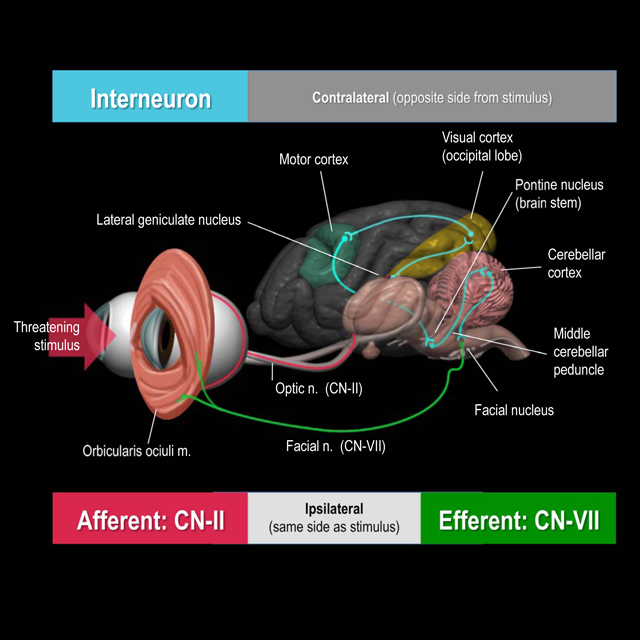 Interneuron
Contralateral (opposite side from stimulus)
Visual cortex
(occipital lobe)
Motor cortex
Pontine nucleus
(brain stem)
Lateral geniculate nucleus
Cerebellar
cortex
Threatening
stimulus
Middle
cerebellar
peduncle
Optic n. (CN-II)
Facial nucleus
Orbicularis ociuli m.
Facial n. (CN-VII)
Afferent: CN-II
Ipsilateral
(same side as stimulus)
Efferent: CN-VII